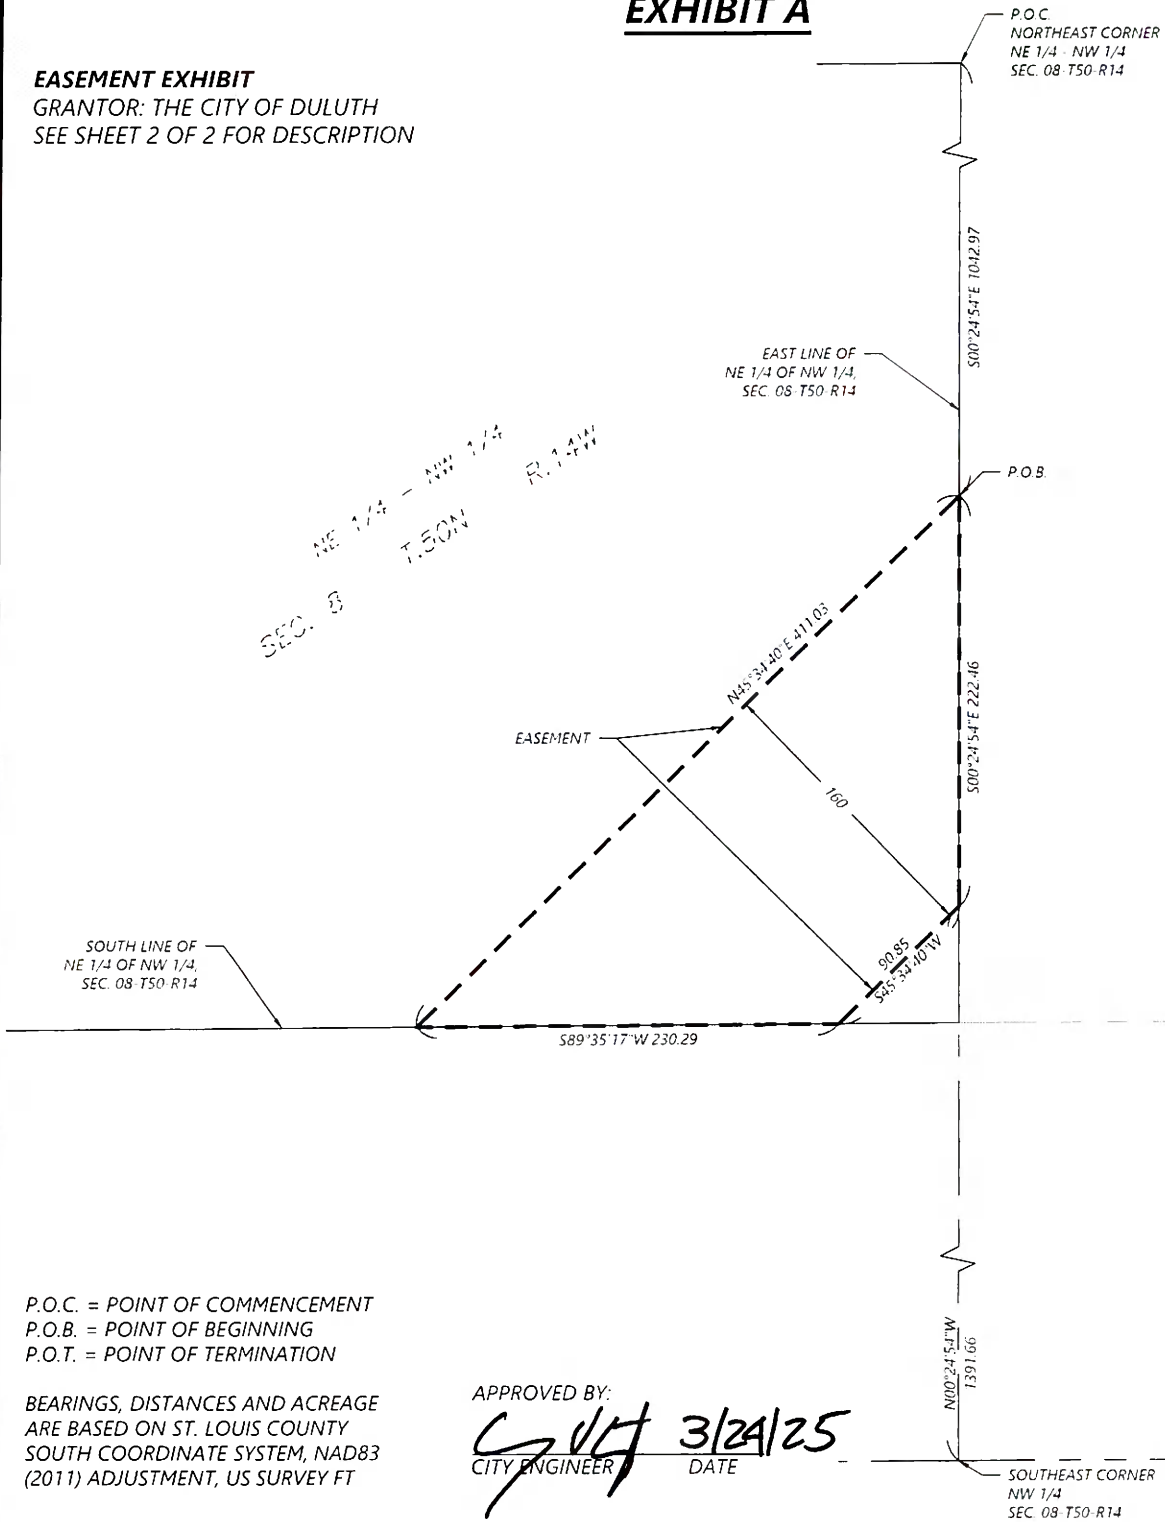 EXHIBIT A
P.O.C.
NORTHEAST CORNER
NE 1/4 - NW 1/4
SEC. 08-T50-R14
EASEMENT EXHIBIT
GRANTOR: THE CITY OF DULUTH
SEE SHEET 2 OF 2 FOR DESCRIPTION
S00°24'54"E 1042.97
EAST LINE OF
NE 1/4 OF NW 1/4,
SEC. 08-T50-R14
NE 1/4 - NW 1/4
SEC. 8 T.50N R.14W
P.O.B.
N45°34'40"E 411.03
S00°24'54"E 222.46
EASEMENT
160
90.85
S45°34'40"W
SOUTH LINE OF
NE 1/4 OF NW 1/4,
SEC. 08-T50-R14
S89°35'17"W 230.29
P.O.C. = POINT OF COMMENCEMENT
P.O.B. = POINT OF BEGINNING
P.O.T. = POINT OF TERMINATION
N00°24'54"W
1391.66
BEARINGS, DISTANCES AND ACREAGE
ARE BASED ON ST. LOUIS COUNTY
SOUTH COORDINATE SYSTEM, NAD83
(2011) ADJUSTMENT, US SURVEY FT
APPROVED BY:
3/24/25
CITY ENGINEER DATE
SOUTHEAST CORNER
NW 1/4
SEC. 08-T50-R14